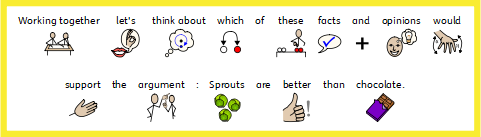 Working together let's think about which of these facts and opinions would
support the argument : Sprouts are better than chocolate.